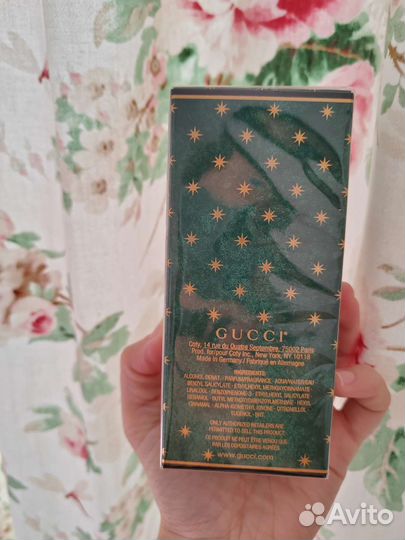 GUCCI
Coty, 14 rue du Quatre Septembre, 75002 Paris
Prod. for/pour Coty Inc., New York, NY 10118
Made in Germany / Fabriqué en Allemagne
INGREDIENTS:
ALCOHOL DENAT. • PARFUM/FRAGRANCE • AQUA/WATER/EAU
BENZYL SALICYLATE • ETHYLHEXYL METHOXYCINNAMATE
LINALOOL • BENZOPHENONE-3 • ETHYLHEXYL SALICYLATE
GERANIOL • BUTYL METHOXYDIBENZOYLMETHANE • HEXYL
CINNAMAL • ALPHA-ISOMETHYL IONONE • CITRONELLOL
EUGENOL • BHT.
ONLY AUTHORIZED RETAILERS ARE
PERMITTED TO SELL THIS PRODUCT.
CE PRODUIT NE PEUT ÊTRE VENDU QUE
PAR LES DÉPOSITAIRES AGRÉÉS.
www.gucci.com
Avito